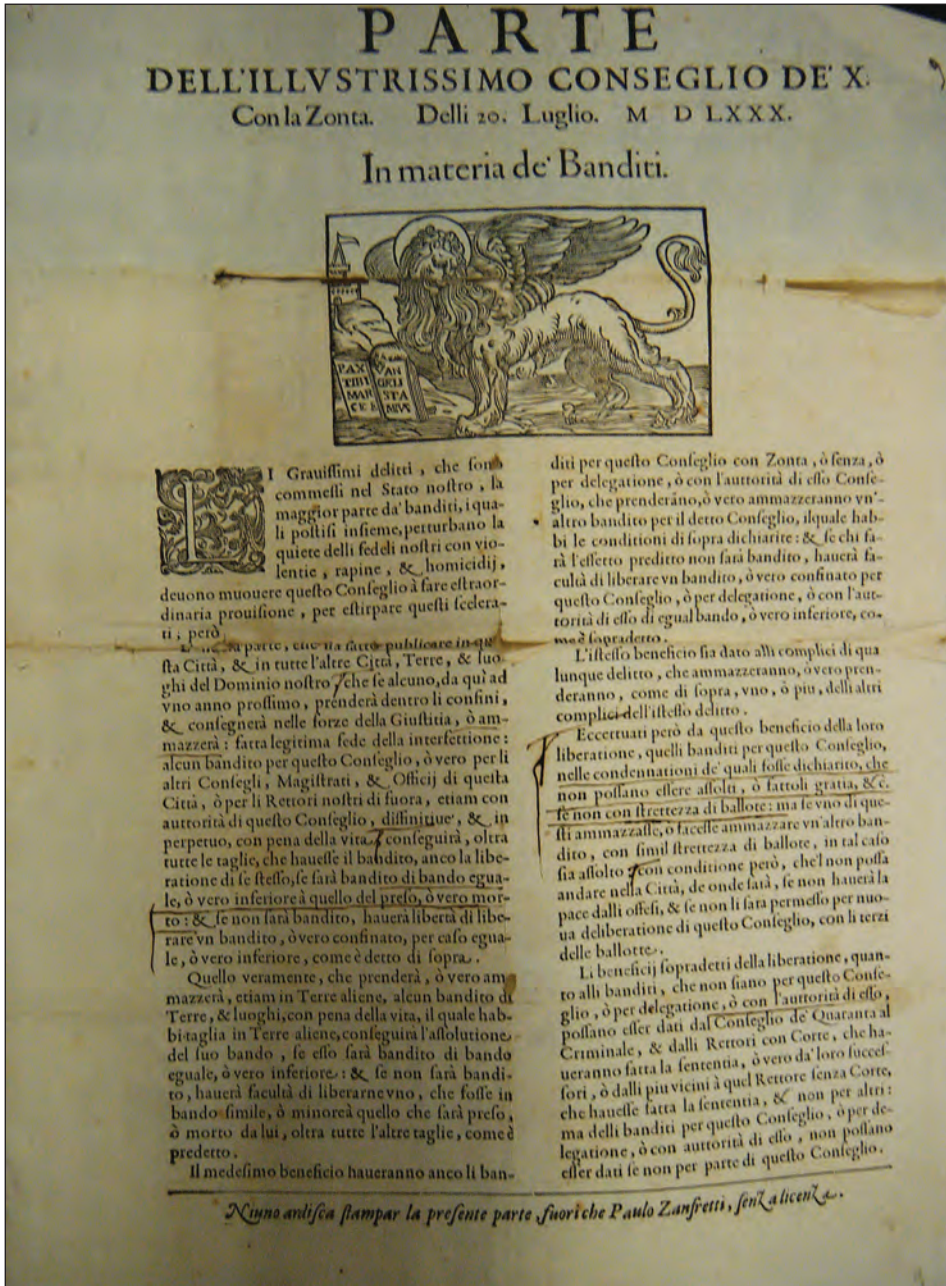 PARTE
DELL'ILLVSTRISSIMO CONSEGLIO DE' X.
Con la Zonta. Delli 20. Luglio. M D LXXX.
In materia de' Banditi.
PAX
TIBI
MAR
CE
VAN
GELI
STA
MEVS
LI Grauiſſimi delitti, che ſono
commeſſi nel Stato noſtro, la
maggior parte da' banditi, i qua-
li poſtiſi inſieme, perturbano la
quiete delli fedeli noſtri con vio-
lentie, rapine, & homicidij,
deuono muouere queſto Conſeglio à fare eſtraor-
dinaria prouiſione, per eſtirpare queſti ſcelera-
ti, però
parte, che ſia fatto publicare in que
ſta Città, & in tutte l'altre Città, Terre, & luo
ghi del Dominio noſtro, che ſe alcuno, da quì ad
vno anno proſſimo, prenderà dentro li confini,
& conſegnerà nelle forze della Giuſtitia, ò am-
mazzerà: fatta legitima fede della interfettione:
alcun bandito per queſto Conſeglio, ò vero per li
altri Conſegli, Magiſtrati, & Officij di queſta
Città, ò per li Rettori noſtri di fuora, etiam con
auttorità di queſto Conſeglio, diffinitiue, & in
perpetuo, con pena della vita, conſeguirà, oltra
tutte le taglie, che haueſſe il bandito, anco la libe-
ratione di ſe ſteſſo, ſe ſarà bandito di bando egua-
le, ò vero inferiore à quello del preſo, ò vero mor-
to: & ſe non ſarà bandito, hauerà libertà di libe-
rare vn bandito, ò vero confinato, per caſo egua-
le, ò vero inferiore, come è detto di ſopra.
Quello veramente, che prenderà, ò vero am
mazzerà, etiam in Terre aliene, alcun bandito di
Terre, & luoghi, con pena della vita, il quale hab-
bi taglia in Terre aliene, conſeguirà l'aſſolutione
del ſuo bando, ſe eſſo ſarà bandito di bando
eguale, ò vero inferiore: & ſe non ſarà bandi-
to, hauerà facultà di liberarne vno, che foſſe in
bando ſimile, ò minore à quello che ſarà preſo,
ò morto da lui, oltra tutte l'altre taglie, come è
predetto.
Il medeſimo beneficio haueranno anco li ban-
diti per queſto Conſeglio con Zonta, ò ſenza, ò
per delegatione, ò con l'auttorità di eſſo Conſe-
glio, che prenderáno, ò vero ammazzeranno vn'
altro bandito per il detto Conſeglio, ilquale hab-
bi le conditioni di ſopra dichiarite: & ſe chi fa-
rà l'effetto preditto non ſarà bandito, hauerà fa-
cultà di liberare vn bandito, ò vero confinato per
queſto Conſeglio, ò per delegatione, ò con l'aut-
torità di eſſo di egual bando, ò vero inferiore, co-
me è ſopradetto.
L'iſteſſo beneficio ſia dato alli complici di qua
lunque delitto, che ammazzeranno, ò vero pren-
deranno, come di ſopra, vno, ò piu, delli altri
complici dell'iſteſſo delitto.
Eccettuati però da queſto beneficio della loro
liberatione, quelli banditi per queſto Conſeglio,
nelle condennationi de' quali foſſe dichiarito, che
non poſſano eſſere aſſolti, ò fattoli gratia, &c.
ſe non con ſtrettezza di ballote: ma ſe vno di que-
ſti ammazzaſſe, ò faceſſe ammazzare vn'altro ban-
dito, con ſimil ſtrettezza di ballote, in tal caſo
ſia aſſolto, con conditione però, che'l non poſſa
andare nella Città, de onde ſarà, ſe non hauerà la
pace dalli offeſi, & ſe non li ſarà permeſſo per nuo-
ua deliberatione di queſto Conſeglio, con li terzi
delle ballotte.
Li beneficij ſopradetti della liberatione, quan-
to alli banditi, che non ſiano per queſto Conſe-
glio, ò per delegatione, ò con l'auttorità di eſſo,
poſſano eſſer dati dal Conſeglio de' Quaranta al
Criminale, & dalli Rettori con Corte, che ha-
ueranno fatta la ſententia, ò vero da' loro ſucceſ-
ſori, ò dalli piu vicini à quel Rettore ſenza Corte,
che haueſſe fatta la ſententia, & non per altri:
ma delli banditi per queſto Conſeglio, ò per de-
legatione, ò con auttorità di eſſo, non poſſano
eſſer dati ſe non per parte di queſto Conſeglio.
Niuno ardiſca ſtampar la preſente parte, fuori che Paulo Zanfretti, ſenza licenza.